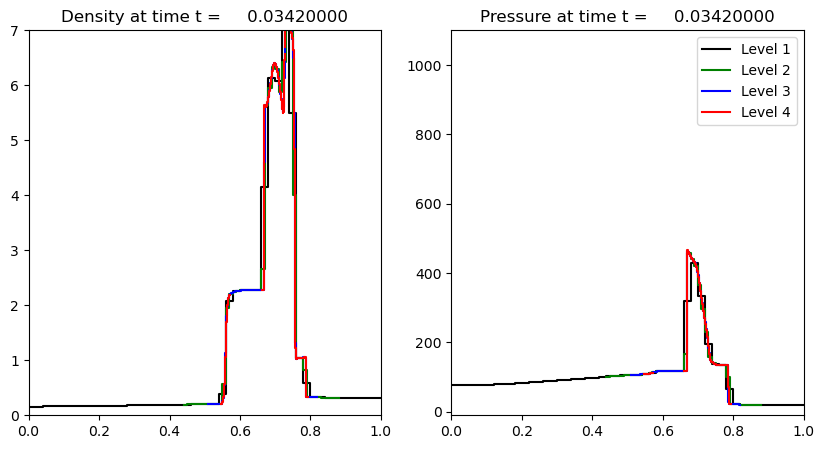 Density at time t = 0.03420000
7
6
5
4
3
2
1
0
0.0 0.2 0.4 0.6 0.8 1.0
Pressure at time t = 0.03420000
Level 1
Level 2
Level 3
Level 4
1000
800
600
400
200
0
0.0 0.2 0.4 0.6 0.8 1.0